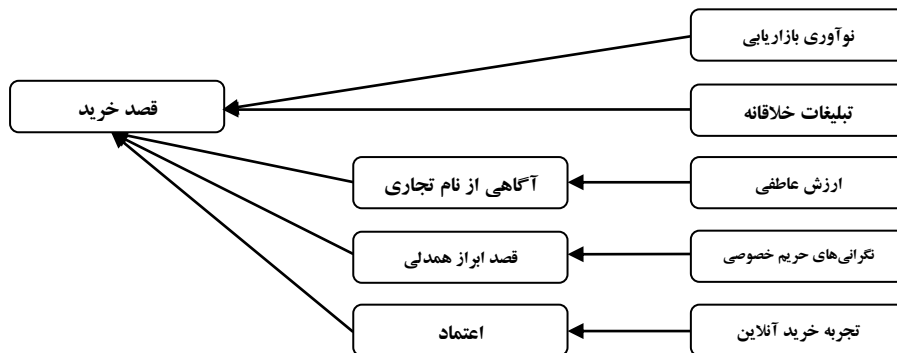 نوآوری بازاریابی
قصد خرید
تبلیغات خلاقانه
آگاهی از نام تجاری
ارزش عاطفی
قصد ابراز همدلی
نگرانی‌های حریم خصوصی
اعتماد
تجربه خرید آنلاین